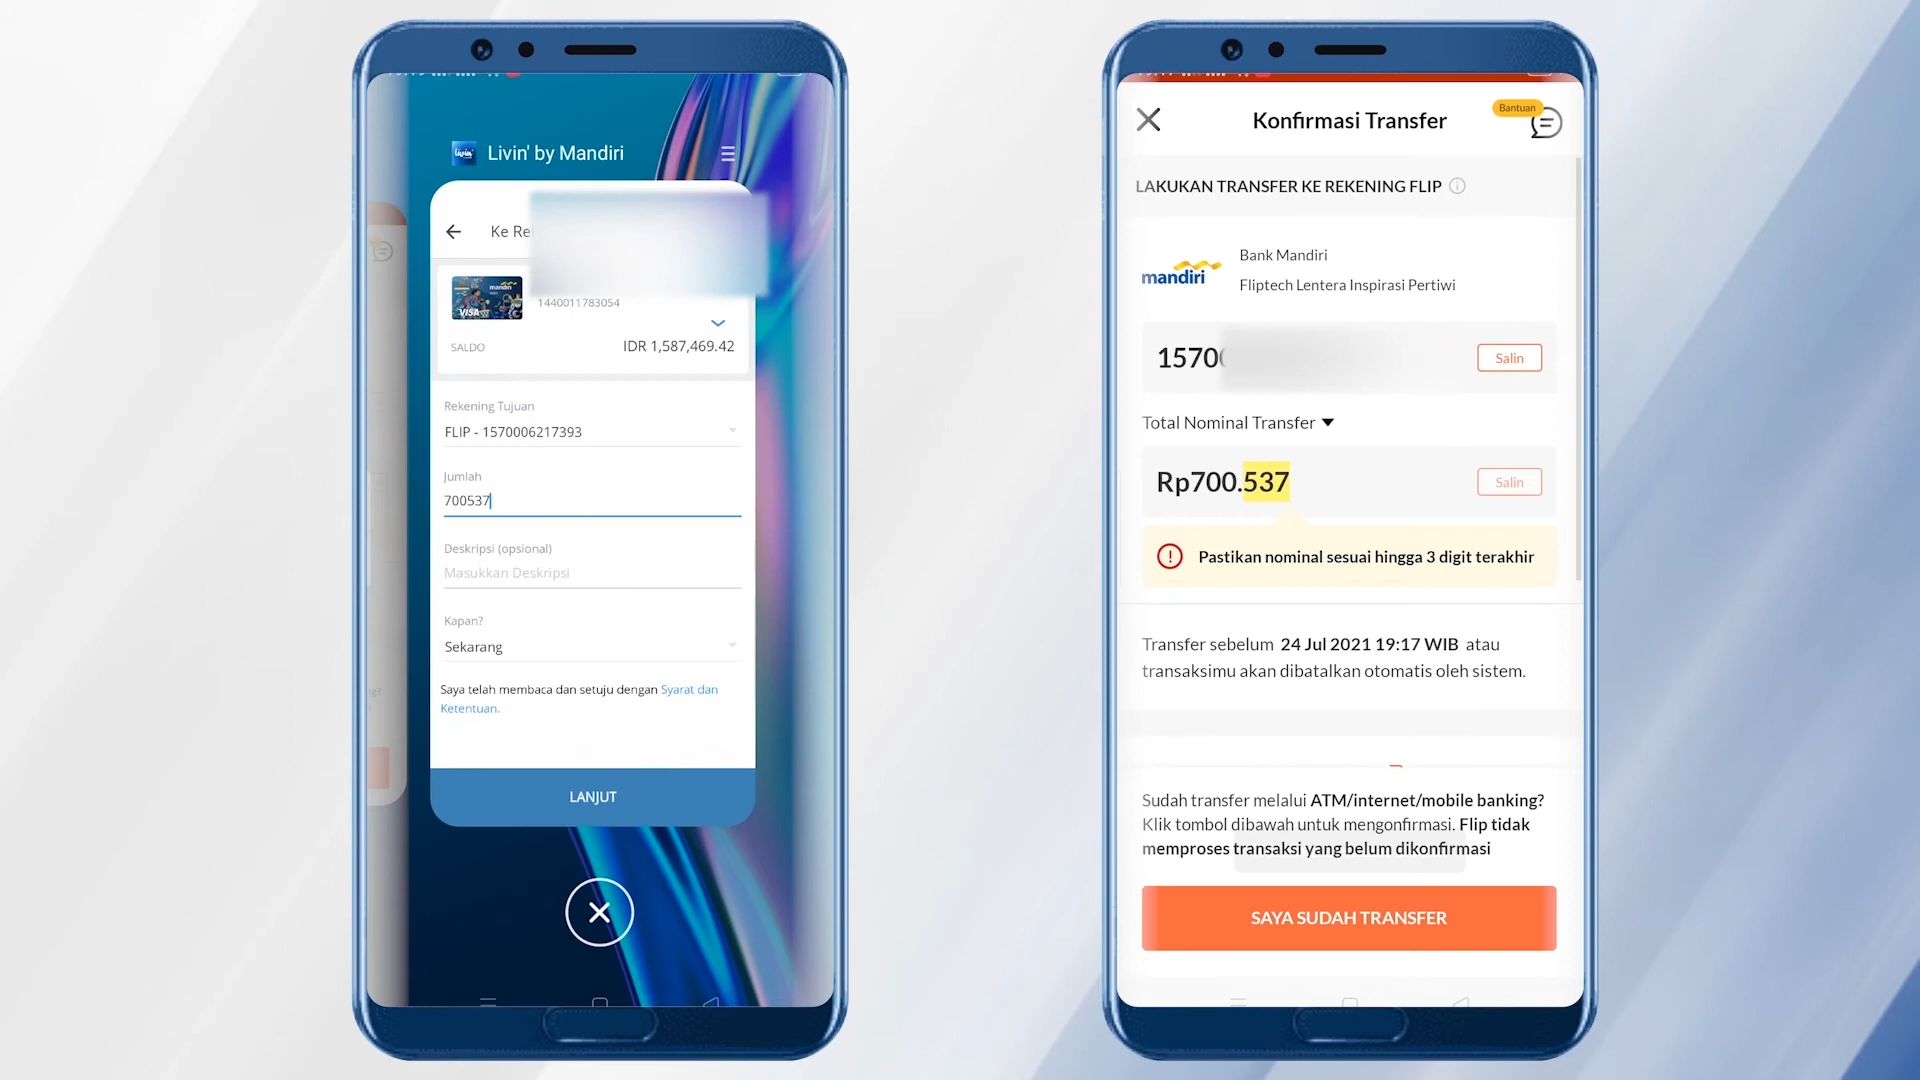 Livin' by Mandiri
livin'
Ke Re
mandiri
VISA
1440011783054
SALDO
IDR 1,587,469.42
Rekening Tujuan
FLIP - 1570006217393
Jumlah
700537
Deskripsi (opsional)
Masukkan Deskripsi
Kapan?
Sekarang
Saya telah membaca dan setuju dengan Syarat dan
Ketentuan.
LANJUT
Konfirmasi Transfer
Bantuan
LAKUKAN TRANSFER KE REKENING FLIP
mandiri
Bank Mandiri
Fliptech Lentera Inspirasi Pertiwi
1570
Salin
Total Nominal Transfer
Rp700.537
Salin
Pastikan nominal sesuai hingga 3 digit terakhir
Transfer sebelum 24 Jul 2021 19:17 WIB atau
transaksimu akan dibatalkan otomatis oleh sistem.
Sudah transfer melalui ATM/internet/mobile banking?
Klik tombol dibawah untuk mengonfirmasi. Flip tidak
memproses transaksi yang belum dikonfirmasi
SAYA SUDAH TRANSFER